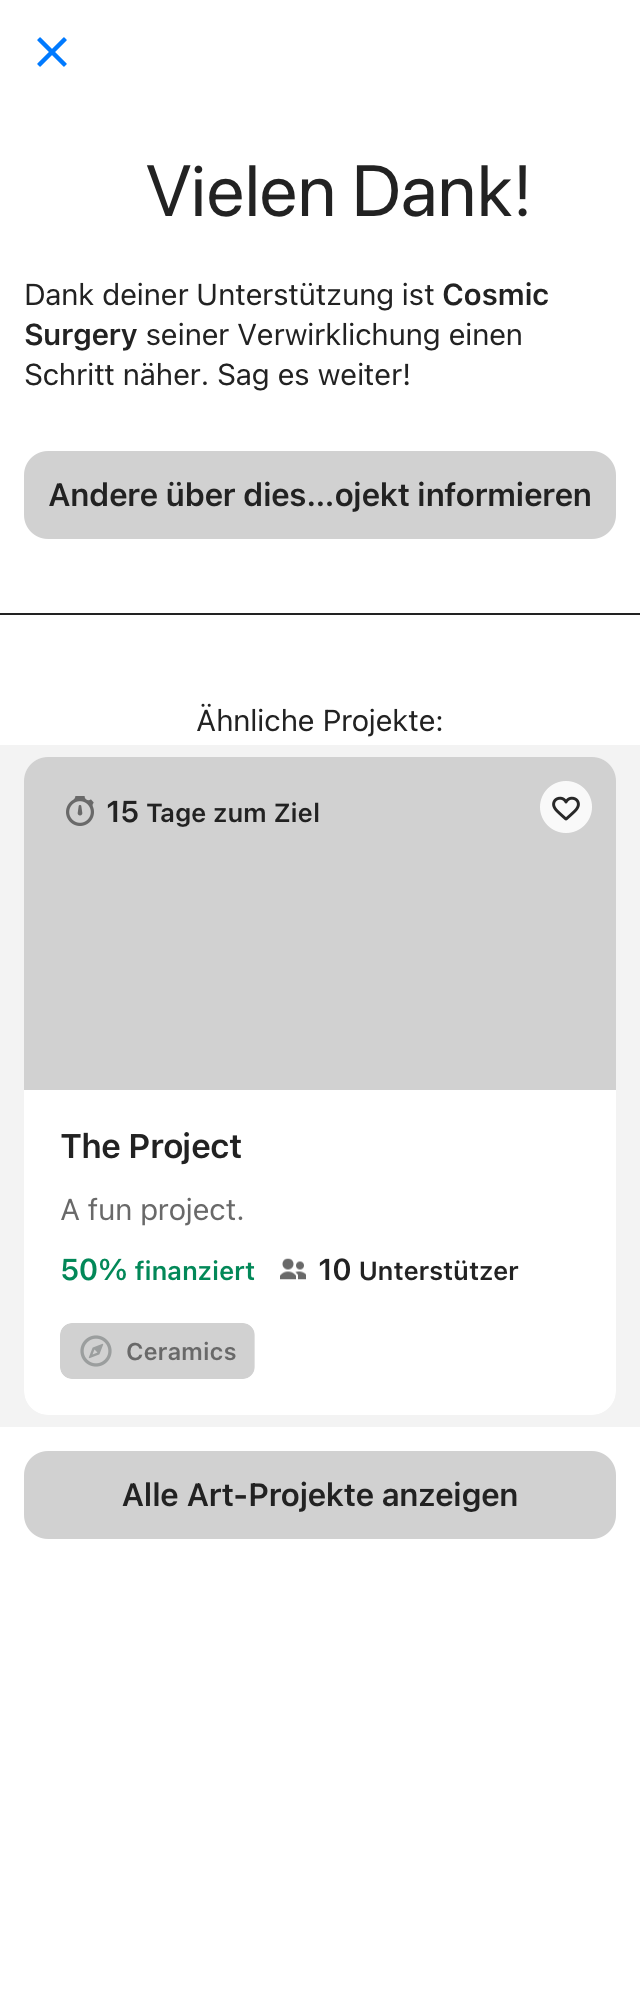 Vielen Dank!
Dank deiner Unterstützung ist Cosmic
Surgery seiner Verwirklichung einen
Schritt näher. Sag es weiter!
Andere über dies...ojekt informieren
Ähnliche Projekte:
15 Tage zum Ziel
The Project
A fun project.
50% finanziert 10 Unterstützer
Ceramics
Alle Art-Projekte anzeigen